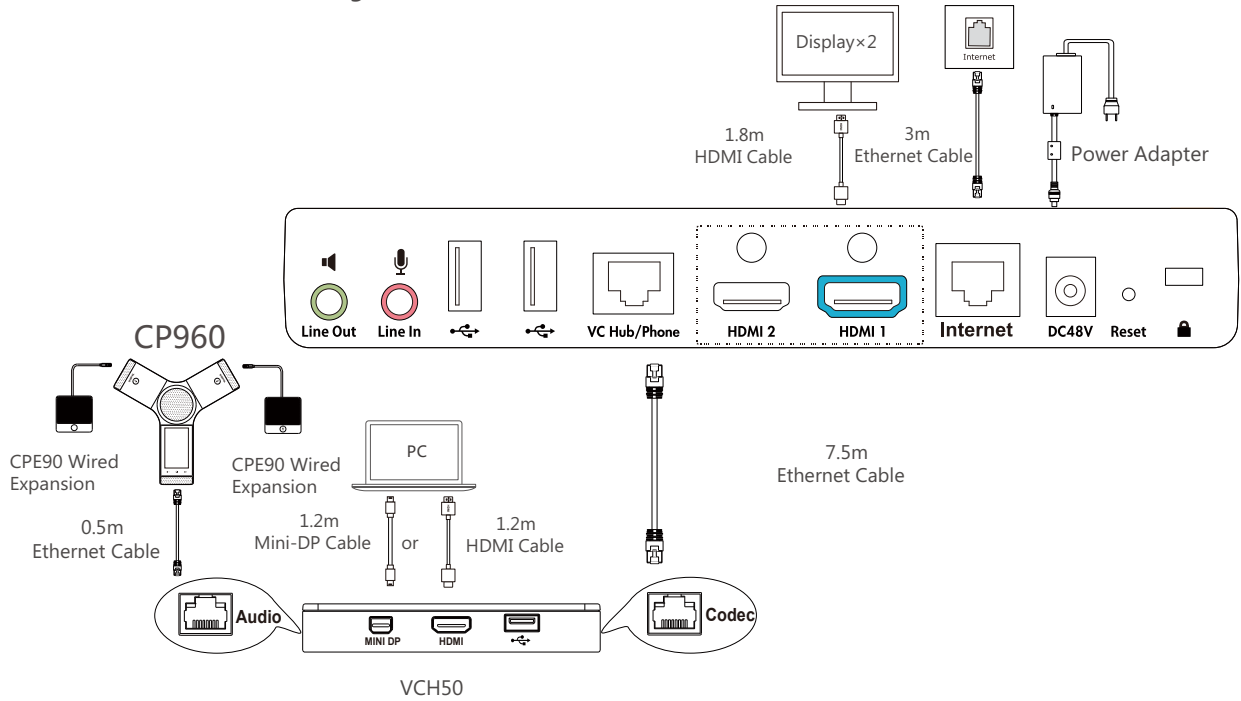 Display×2
Internet
1.8m
HDMI Cable
3m
Ethernet Cable
Power Adapter
Line Out
Line In
VC Hub/Phone
HDMI 2
HDMI 1
Internet
DC48V
Reset
CP960
CPE90 Wired
Expansion
CPE90 Wired
Expansion
PC
7.5m
Ethernet Cable
0.5m
Ethernet Cable
1.2m
Mini-DP Cable
or
1.2m
HDMI Cable
Audio
MINI DP
HDMI
Codec
VCH50